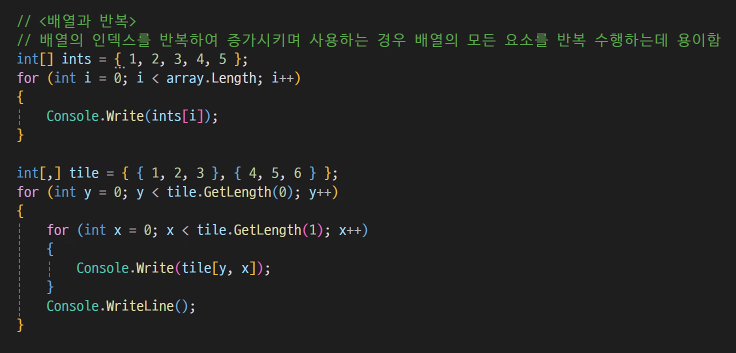 // <배열과 반복>
// 배열의 인덱스를 반복하여 증가시키며 사용하는 경우 배열의 모든 요소를 반복 수행하는데 용이함
int[] ints = { 1, 2, 3, 4, 5 };
for (int i = 0; i < array.Length; i++)
{
    Console.Write(ints[i]);
}

int[,] tile = { { 1, 2, 3 }, { 4, 5, 6 } };
for (int y = 0; y < tile.GetLength(0); y++)
{
    for (int x = 0; x < tile.GetLength(1); x++)
    {
        Console.Write(tile[y, x]);
    }
    Console.WriteLine();
}